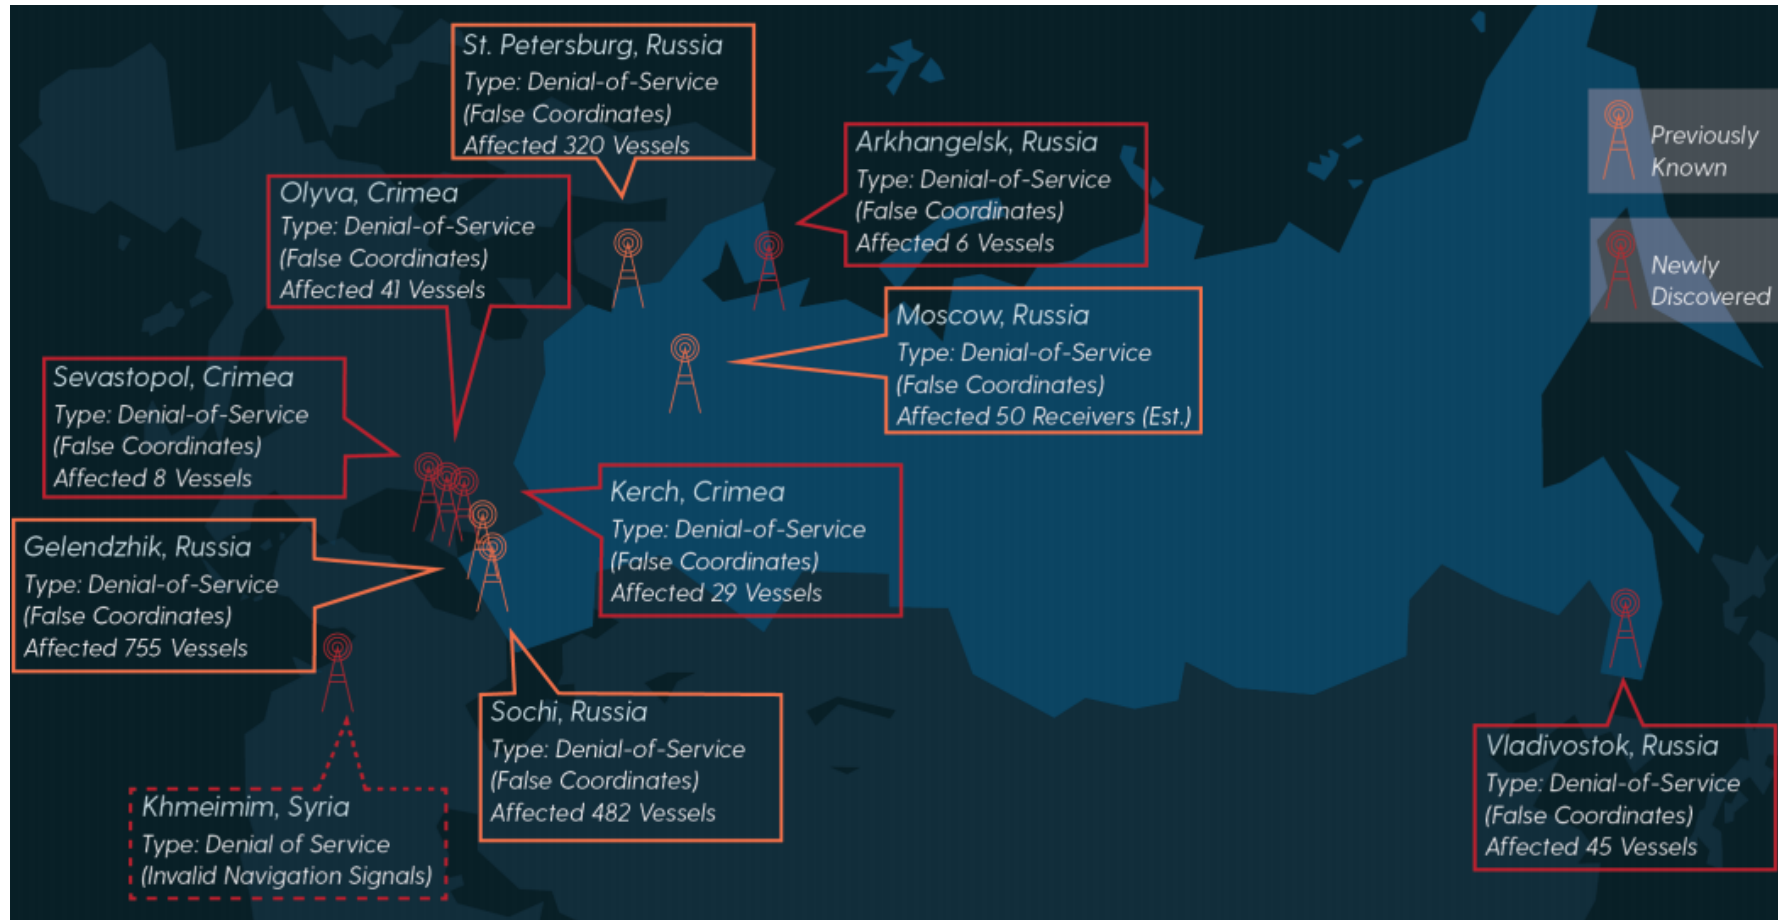 St. Petersburg, Russia
Type: Denial-of-Service
(False Coordinates)
Affected 320 Vessels
Arkhangelsk, Russia
Type: Denial-of-Service
(False Coordinates)
Affected 6 Vessels
Previously
Known
Olyva, Crimea
Type: Denial-of-Service
(False Coordinates)
Affected 41 Vessels
Newly
Discovered
Moscow, Russia
Type: Denial-of-Service
(False Coordinates)
Affected 50 Receivers (Est.)
Sevastopol, Crimea
Type: Denial-of-Service
(False Coordinates)
Affected 8 Vessels
Kerch, Crimea
Type: Denial-of-Service
(False Coordinates)
Affected 29 Vessels
Gelendzhik, Russia
Type: Denial-of-Service
(False Coordinates)
Affected 755 Vessels
Sochi, Russia
Type: Denial-of-Service
(False Coordinates)
Affected 482 Vessels
Vladivostok, Russia
Type: Denial-of-Service
(False Coordinates)
Affected 45 Vessels
Khmeimim, Syria
Type: Denial of Service
(Invalid Navigation Signals)